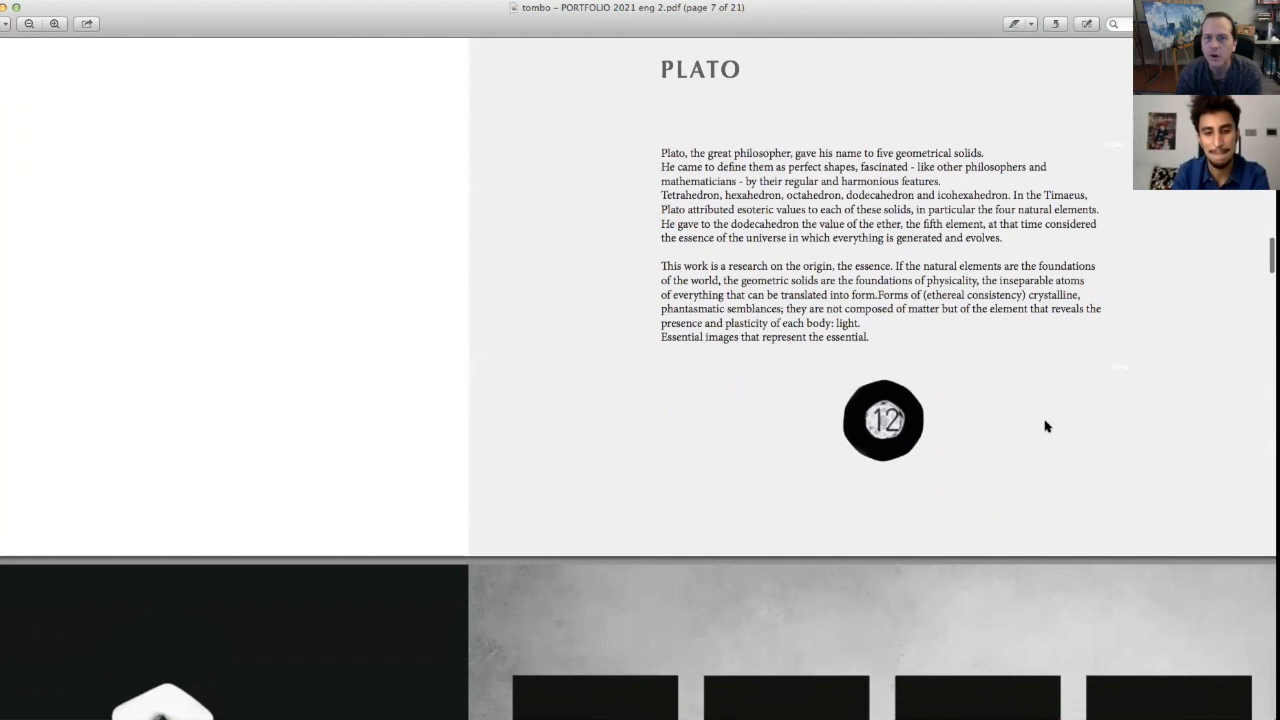 tombo – PORTFOLIO 2021 eng 2.pdf (page 7 of 21)
PLATO
Plato, the great philosopher, gave his name to five geometrical solids.
He came to define them as perfect shapes, fascinated - like other philosophers and
mathematicians - by their regular and harmonious features.
Tetrahedron, hexahedron, octahedron, dodecahedron and icohexahedron. In the Timaeus,
Plato attributed esoteric values to each of these solids, in particular the four natural elements.
He gave to the dodecahedron the value of the ether, the fifth element, at that time considered
the essence of the universe in which everything is generated and evolves.
This work is a research on the origin, the essence. If the natural elements are the foundations
of the world, the geometric solids are the foundations of physicality, the inseparable atoms
of everything that can be translated into form.Forms of (ethereal consistency) crystalline,
phantasmatic semblances; they are not composed of matter but of the element that reveals the
presence and plasticity of each body: light.
Essential images that represent the essential.
12